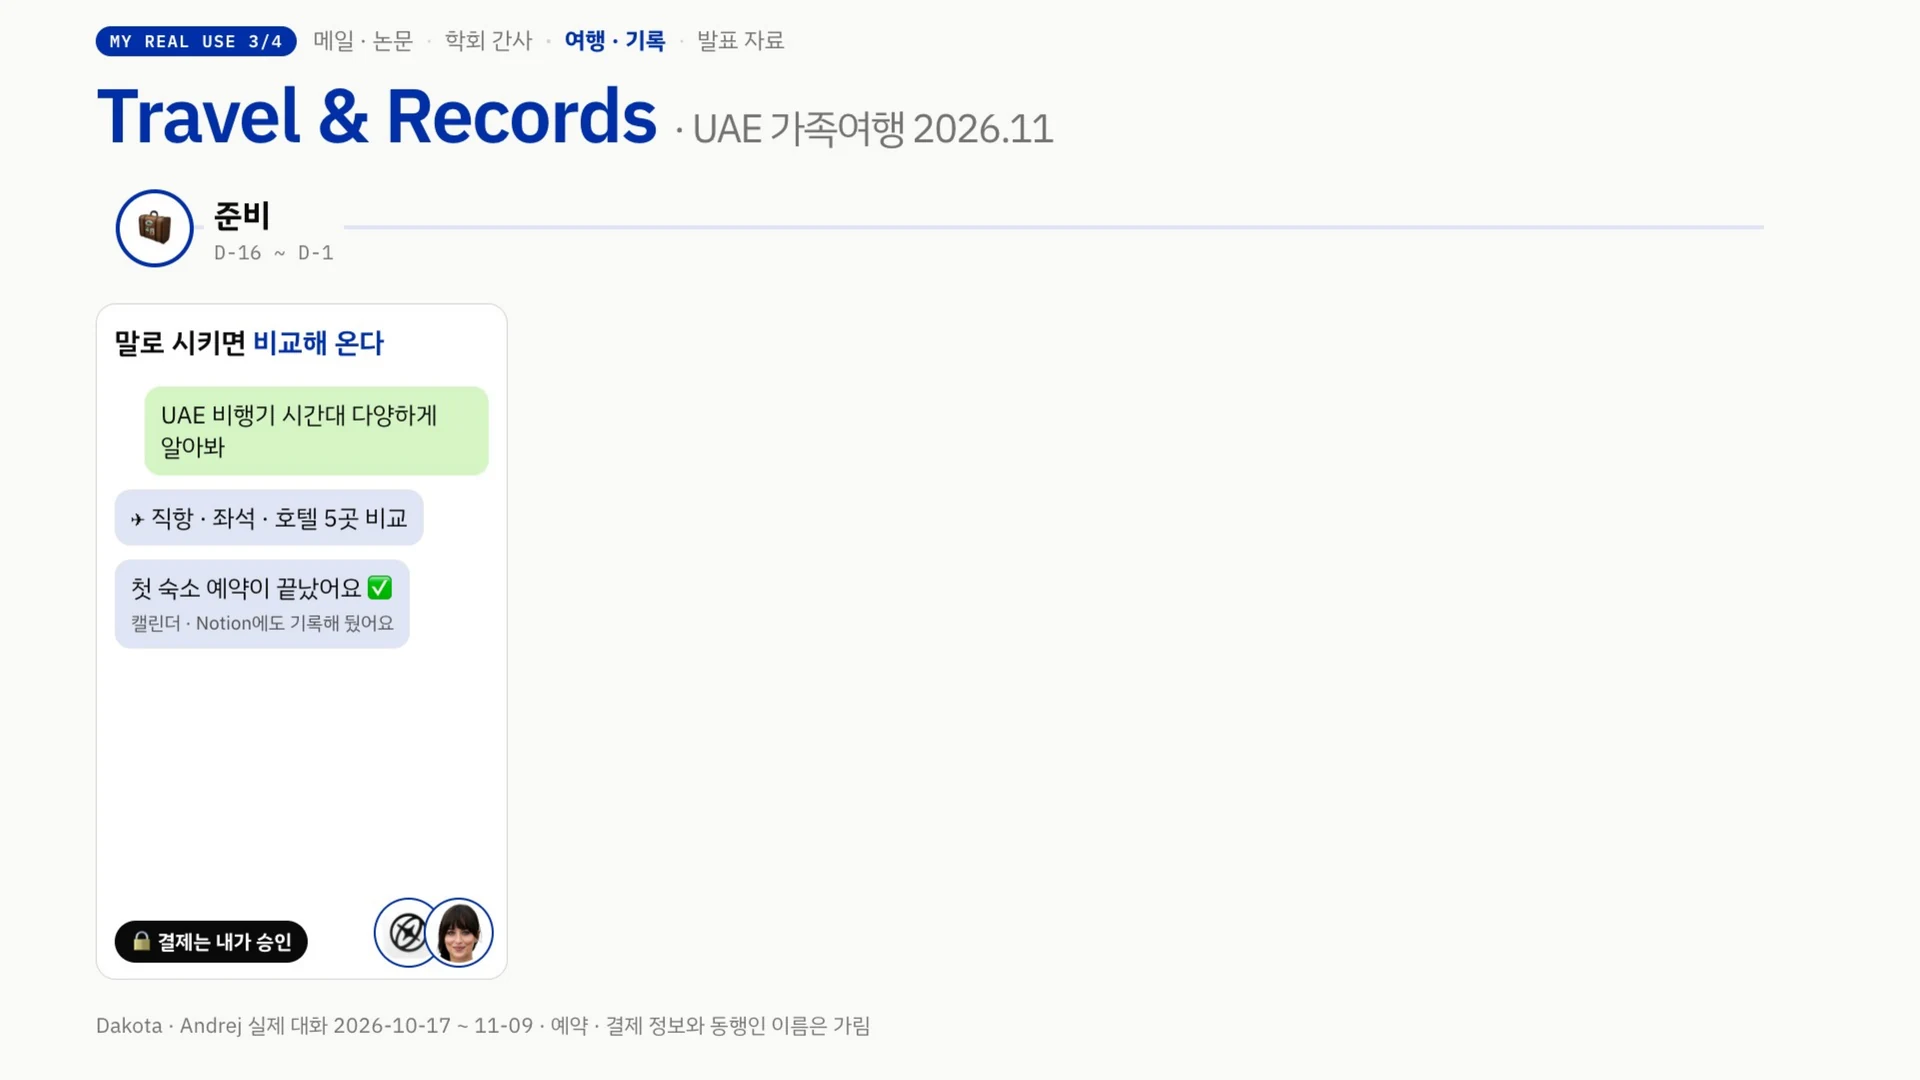 MY REAL USE 3/4 메일 · 논문 · 학회 간사 · 여행 · 기록 · 발표 자료
Travel & Records · UAE 가족여행 2026.11
준비
D-16 ~ D-1
말로 시키면 비교해 온다
UAE 비행기 시간대 다양하게
알아봐
✈ 직항 · 좌석 · 호텔 5곳 비교
첫 숙소 예약이 끝났어요 ✅
캘린더 · Notion에도 기록해 뒀어요
🔒 결제는 내가 승인
Dakota · Andrej 실제 대화 2026-10-17 ~ 11-09 · 예약 · 결제 정보와 동행인 이름은 가림